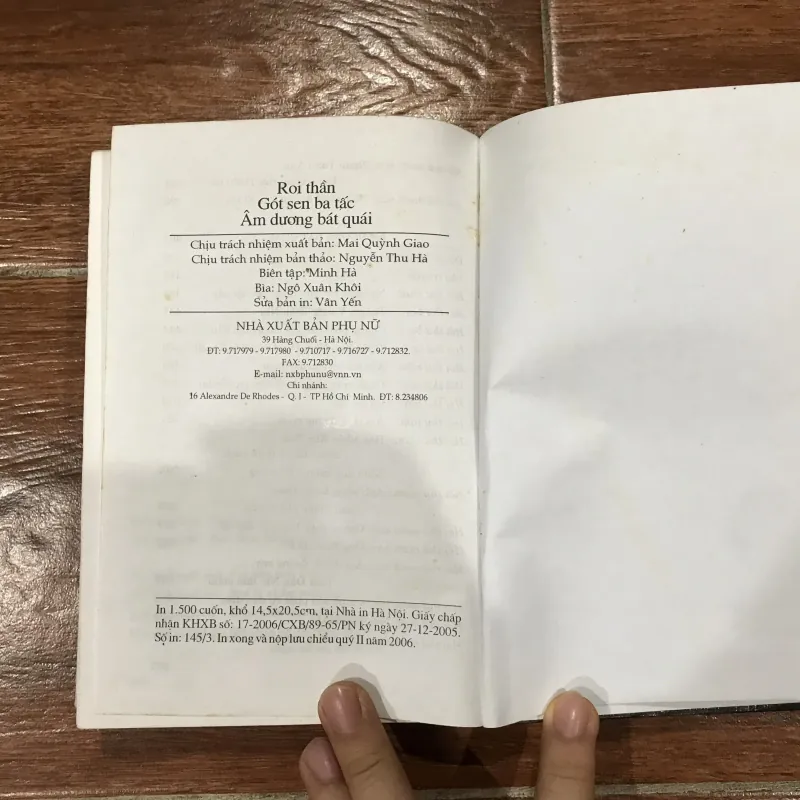 Roi thần
Gót sen ba tấc
Âm dương bát quái
Chịu trách nhiệm xuất bản: Mai Quỳnh Giao
Chịu trách nhiệm bản thảo: Nguyễn Thu Hà
Biên tập: Minh Hà
Bìa: Ngô Xuân Khôi
Sửa bản in: Vân Yến
NHÀ XUẤT BẢN PHỤ NỮ
39 Hàng Chuối - Hà Nội.
ĐT: 9.717979 - 9.717980 - 9.710717 - 9.716727 - 9.712832.
FAX: 9.712830
E-mail: nxbphunu@vnn.vn
Chi nhánh:
16 Alexandre De Rhodes - Q. I - TP Hồ Chí Minh. ĐT: 8.234806
In 1.500 cuốn, khổ 14,5x20,5cm, tại Nhà in Hà Nội. Giấy chấp
nhận KHXB số: 17-2006/CXB/89-65/PN ký ngày 27-12-2005.
Số in: 145/3. In xong và nộp lưu chiểu quý II năm 2006.